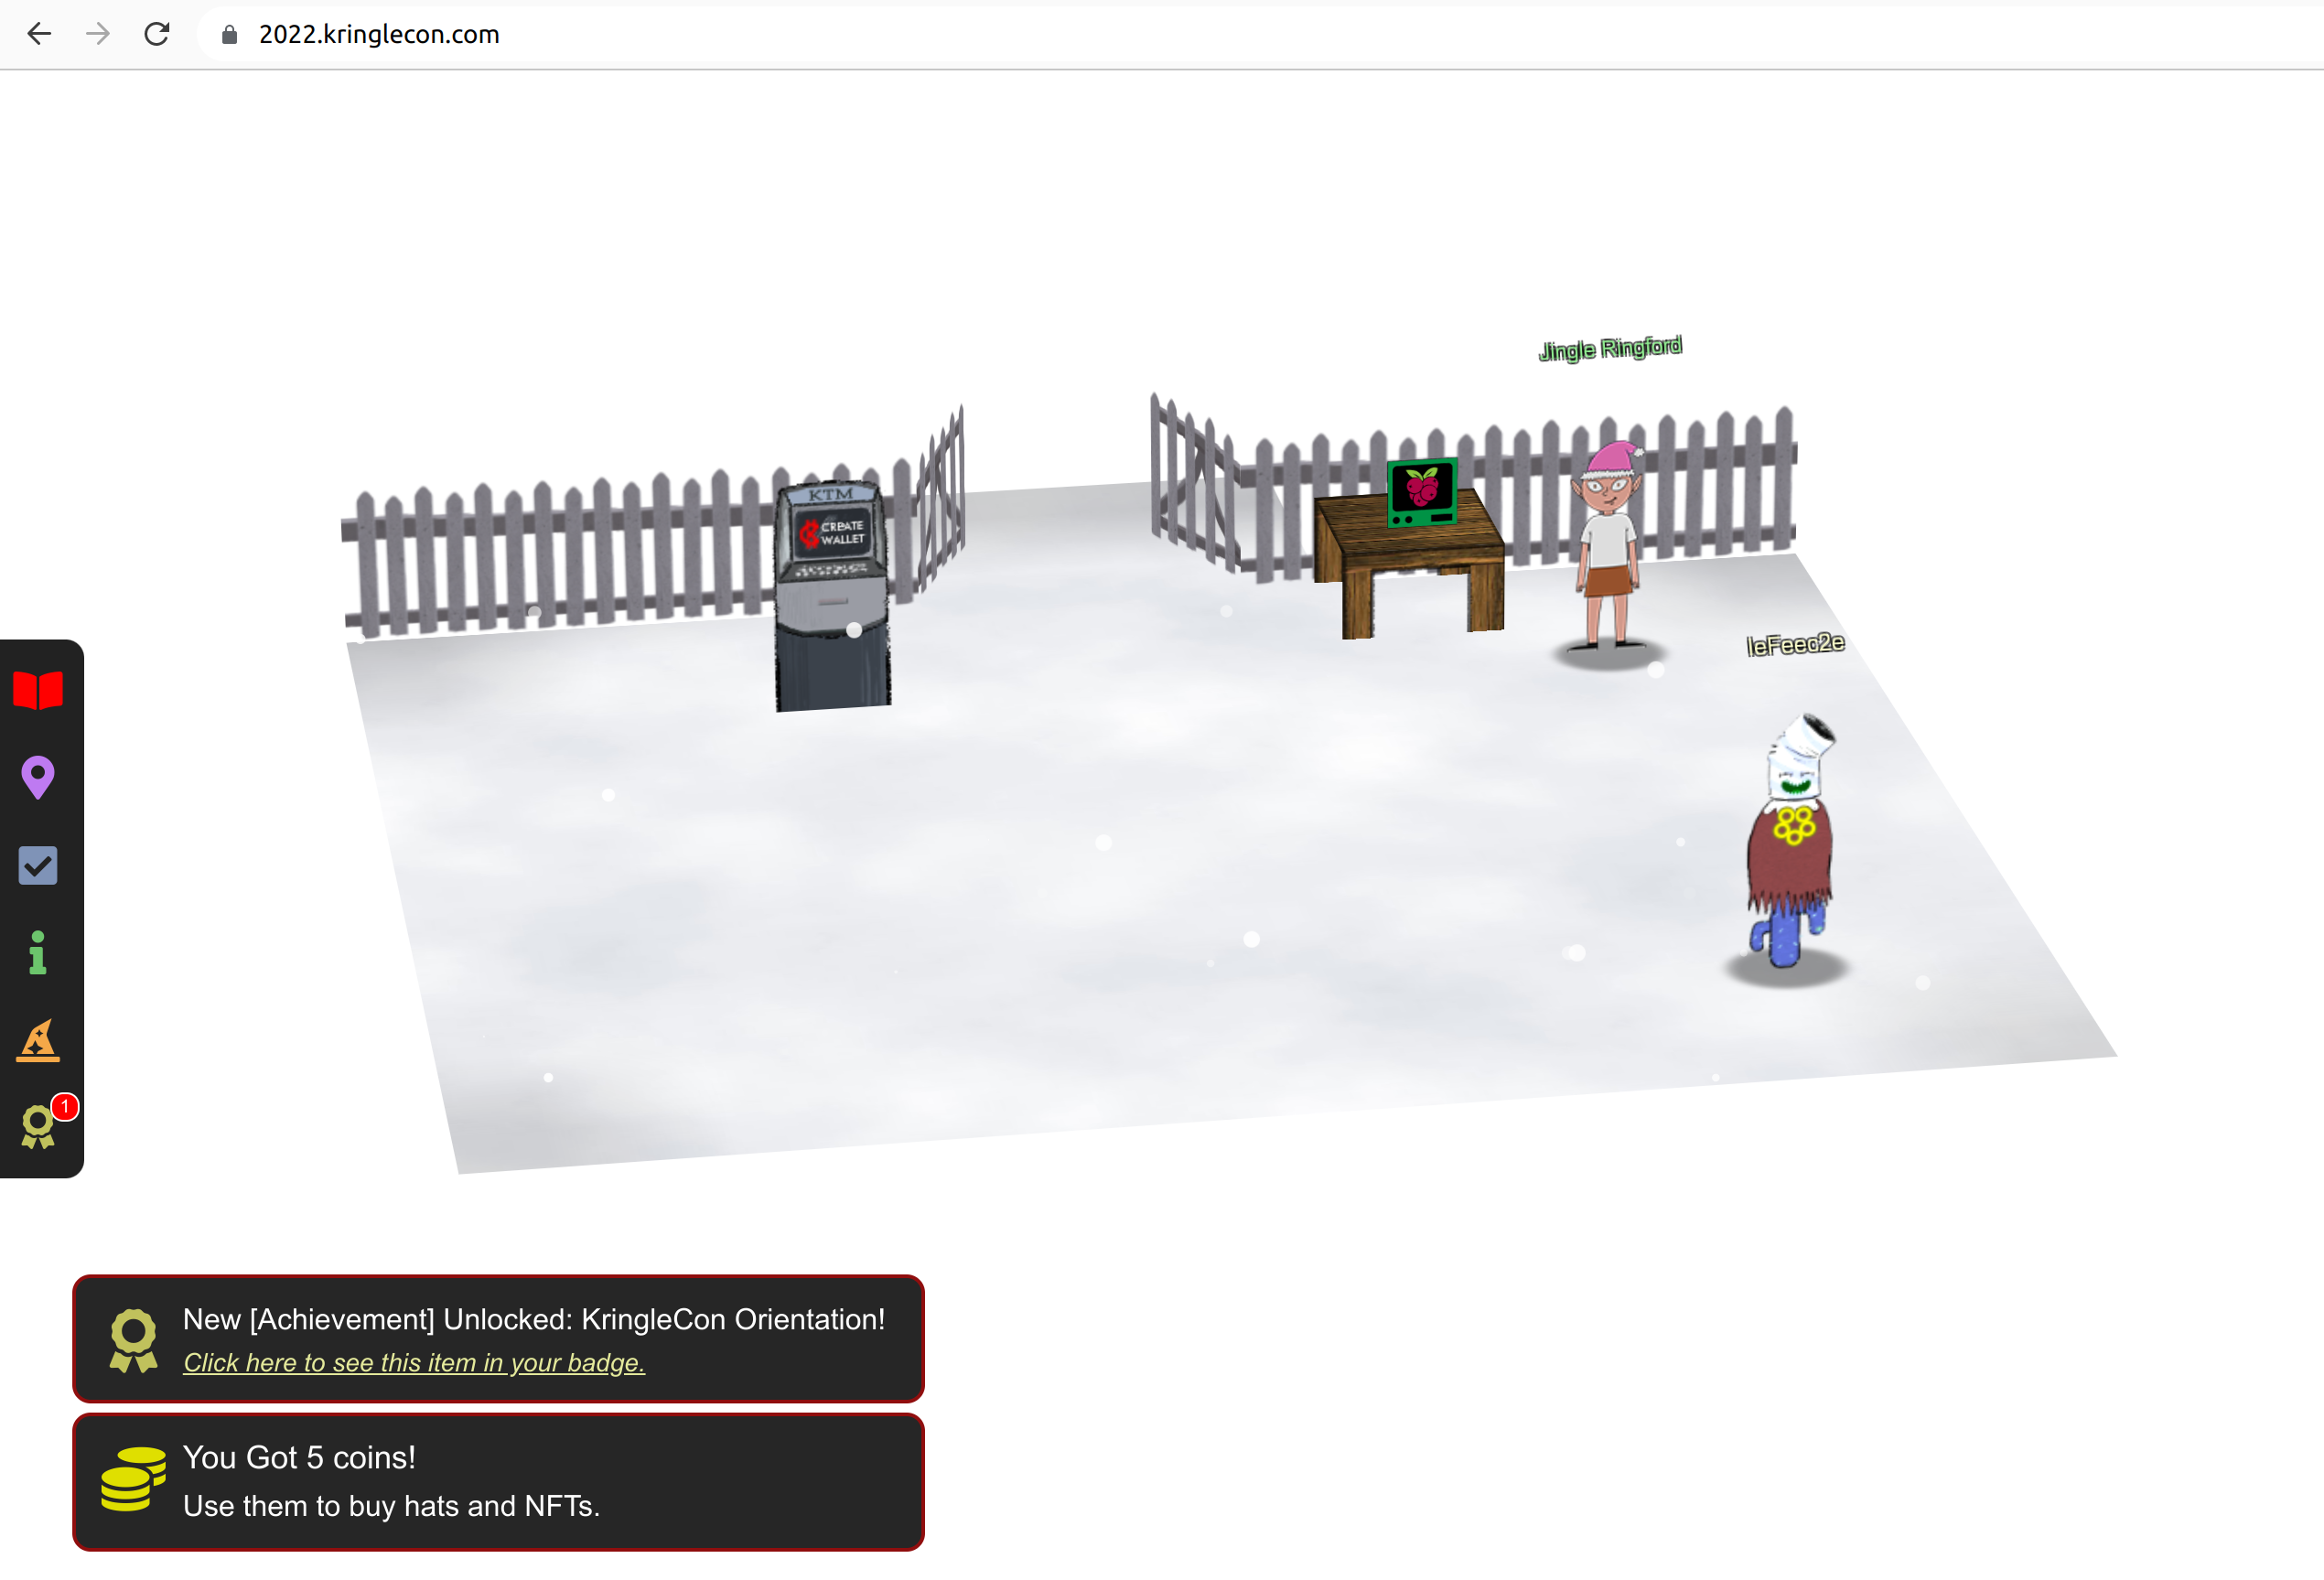 2022.kringlecon.com
Jingle Ringford
KTM
CREATE
WALLET
leFeec2e
1
New [Achievement] Unlocked: KringleCon Orientation!
Click here to see this item in your badge.
You Got 5 coins!
Use them to buy hats and NFTs.